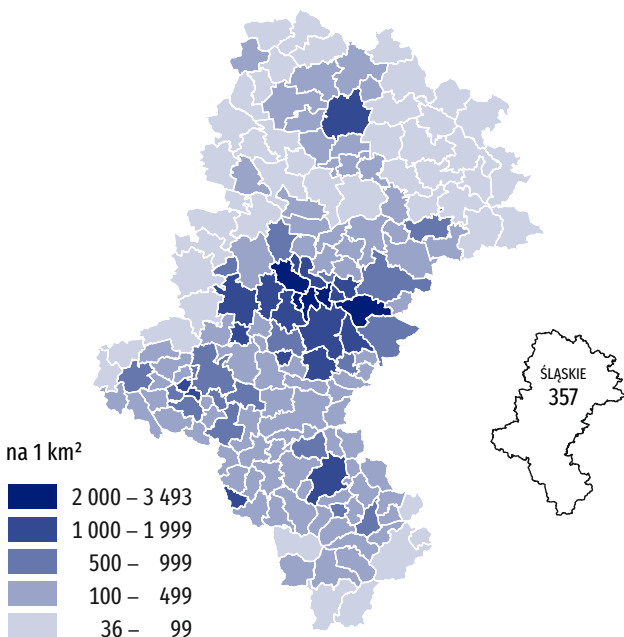 ŚLĄSKIE
357
na 1 km²
2 000 – 3 493
1 000 – 1 999
500 – 999
100 – 499
36 – 99